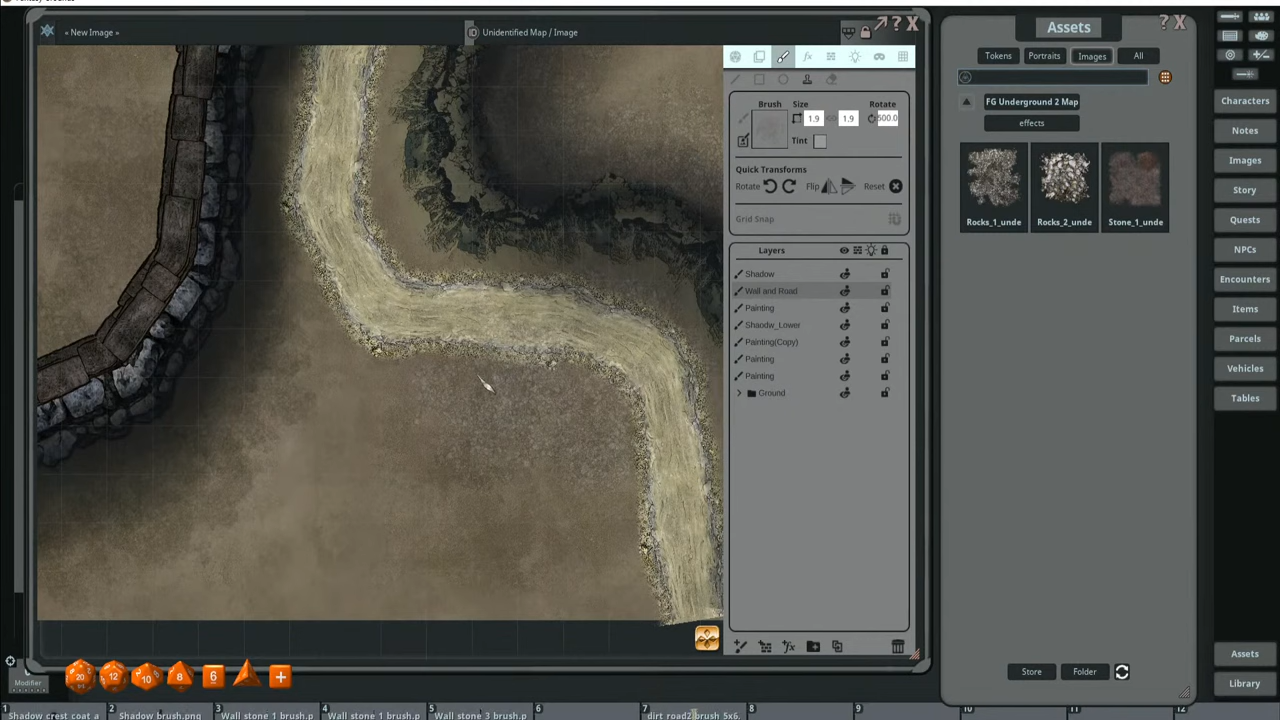 « New Image »
Unidentified Map / Image
Assets
Tokens
Portraits
Images
All
FG Underground 2 Map
effects
Rocks_1_unde
Rocks_2_unde
Stone_1_unde
Store
Folder
Brush
Size
Rotate
1.9
1.9
500.0
Tint
Quick Transforms
Rotate
Flip
Reset
Grid Snap
Layers
Shadow
Wall and Road
Painting
Shaodw_Lower
Painting(Copy)
Painting
Painting
Ground
Characters
Notes
Images
Story
Quests
NPCs
Encounters
Items
Parcels
Vehicles
Tables
Assets
Library
Modifier
20
12
10
8
6
1
Shadow crest coat a
2
Shadow brush.png
3
Wall stone 1 brush.p
4
Wall stone 1 brush.p
5
Wall stone 3 brush.p
6
7
dirt road2 brush 5x6.
8
9
10
11
12